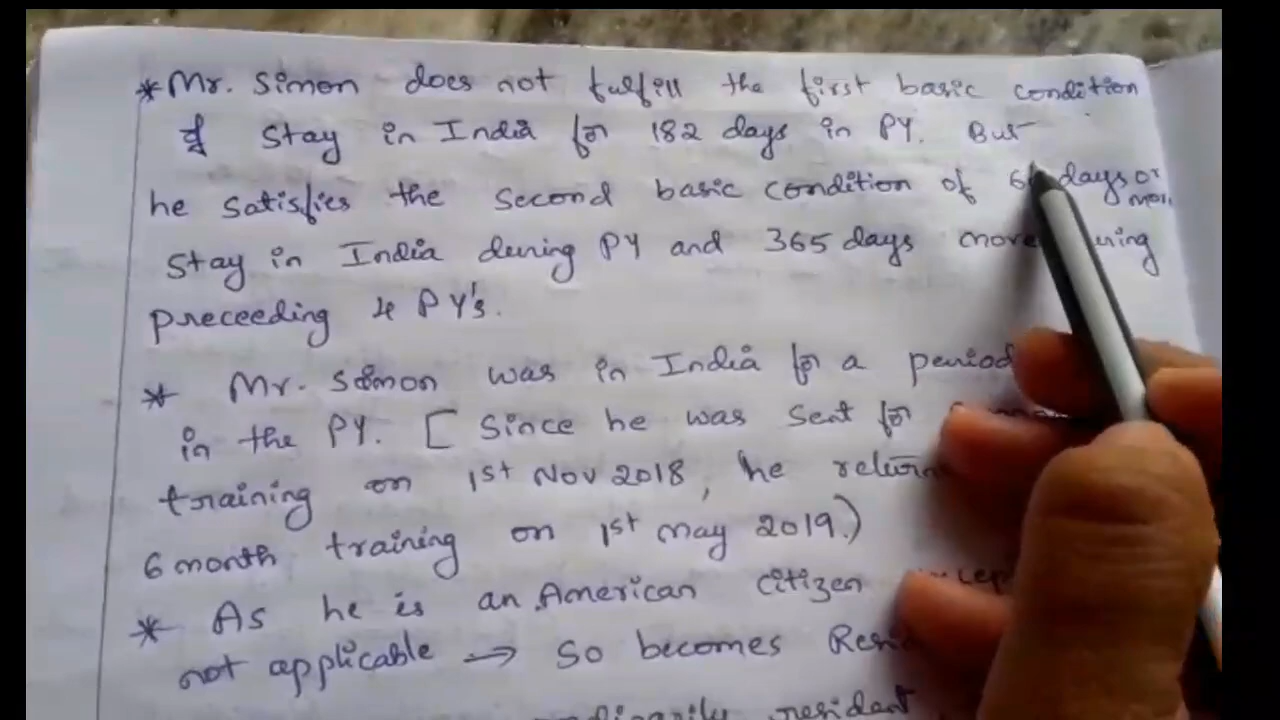 * Mr. Simon does not fulfill the first basic condition
of stay in India for 182 days in PY. But
he satisfies the second basic condition of days or
more
stay in India during PY and 365 days more
preceeding 4 PY's.
* Mr. Simon was in India for a period
in the PY. [ Since he was sent for
training on 1st Nov 2018, he
6 month training on 1st may 2019.)
* As he is an American citizen
not applicable → So becomes
resident